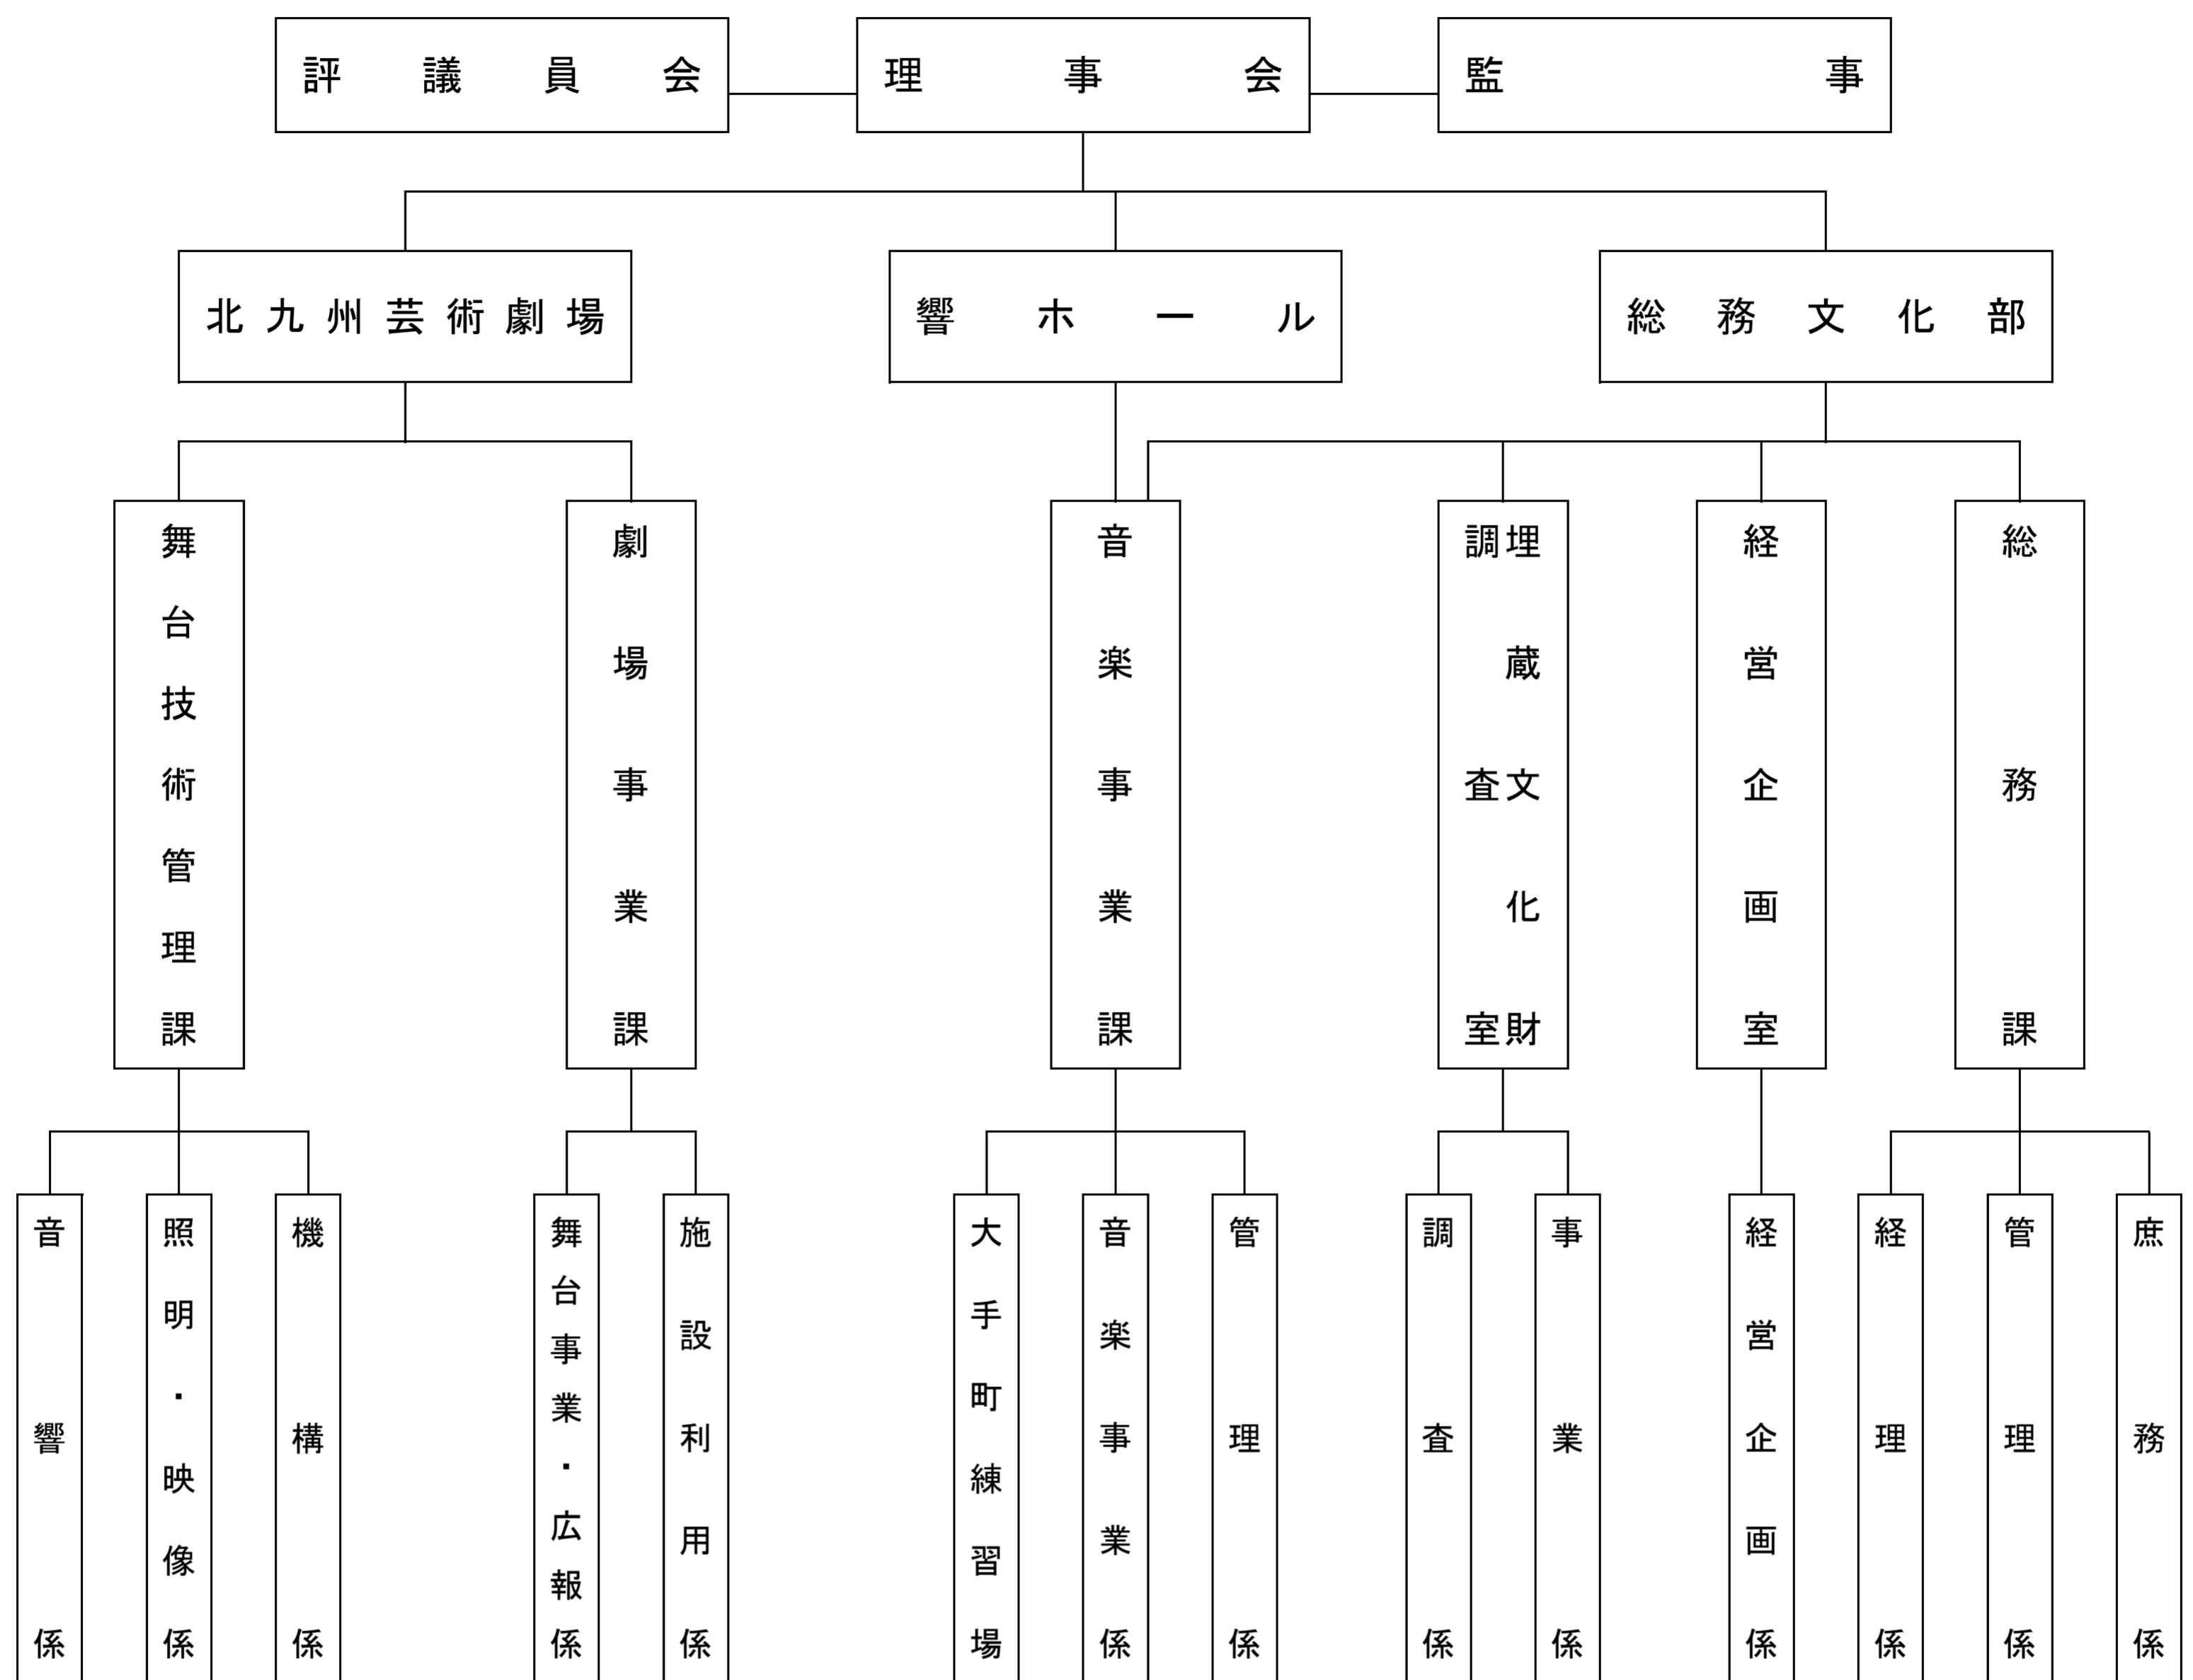 評議員会
理事会
監事
北九州芸術劇場
響ホール
総務文化部
舞台技術管理課
劇場事業課
音楽事業課
埋蔵文化財
調査室
経営企画室
総務課
音響係
照明・映像係
機構係
舞台事業・広報係
施設利用係
大手町練習場
音楽事業係
管理係
調査係
事業係
経営企画係
経理係
管理係
庶務係